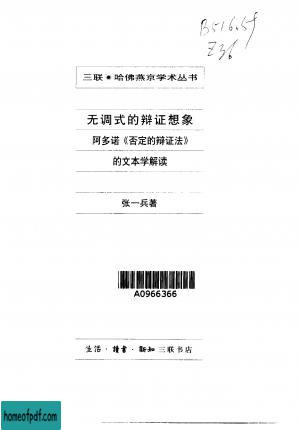 B516.59
Z36
三联·哈佛燕京学术丛书
无调式的辩证想象
阿多诺《否定的辩证法》
的文本学解读
张一兵著
A0966366
生活·讀書·新知三联书店
homeofpdf.com